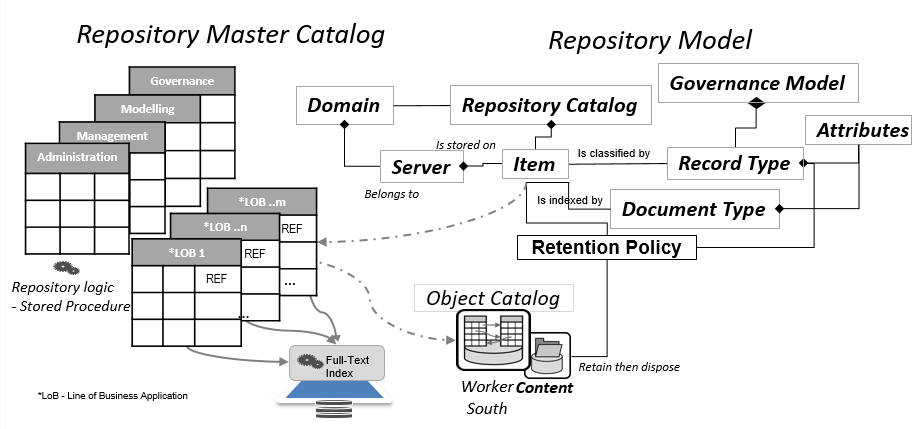 Repository Master Catalog
Repository Model
Governance
Modelling
Management
Administration
*LOB ..m
*LOB ..n
*LOB 1
REF
REF
REF
...
...
Repository logic
- Stored Procedure
Full-Text
Index
*LoB - Line of Business Application
Domain
Repository Catalog
Governance Model
Attributes
Is stored on
Server
Item
Is classified by
Record Type
Belongs to
Is indexed by
Document Type
Retention Policy
Object Catalog
Worker
South
Content
Retain then dispose